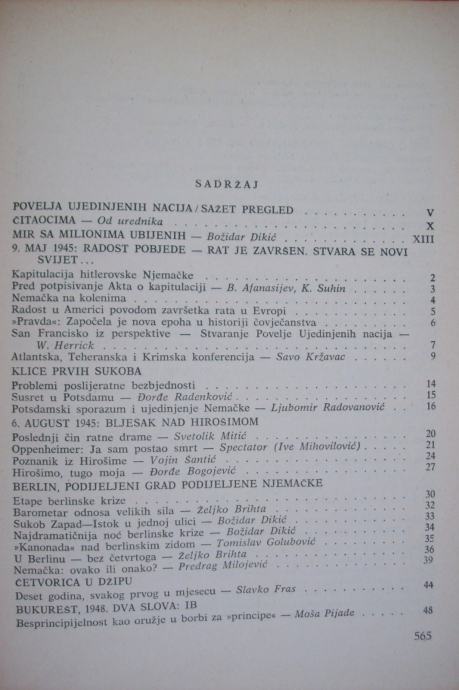 SADRŽAJ
POVELJA UJEDINJENIH NACIJA/SAŽET PREGLED . . . . . . . . . . V
ČITAOCIMA — Od urednika . . . . . . . . . . X
MIR SA MILIONIMA UBIJENIH — Božidar Dikić . . . . . . . . . . XIII
9. MAJ 1945: RADOST POBJEDE — RAT JE ZAVRŠEN. STVARA SE NOVI
SVIJET...
Kapitulacija hitlerovske Njemačke . . . . . . . . . . 2
Pred potpisivanje Akta o kapitulaciji — B. Afanasijev, K. Suhin . . . . 3
Nemačka na kolenima . . . . . . . . . . 4
Radost u Americi povodom završetka rata u Evropi . . . . . . . . 5
»Pravda«: Započela je nova epoha u historiji čovječanstva . . . . . . 6
San Francisko iz perspektive — Stvaranje Povelje Ujedinjenih nacija —
W. Herrick . . . . . . . . . . 7
Atlantska, Teheranska i Krimska konferencija — Savo Kržavac . . . . 9
KLICE PRVIH SUKOBA
Problemi poslijeratne bezbjednosti . . . . . . . . . . 14
Susret u Potsdamu — Đorđe Radenković . . . . . . . . . . 15
Potsdamski sporazum i ujedinjenje Nemačke — Ljubomir Radovanović . . 16
6. AUGUST 1945: BLJESAK NAD HIROŠIMOM
Poslednji čin ratne drame — Svetolik Mitić . . . . . . . . . . 20
Oppenheimer: Ja sam postao smrt — Spectator (Ive Mihovilović) . . . . 21
Poznanik iz Hirošime — Vojin Šantić . . . . . . . . . . 24
Hirošimo, tugo moja — Đorđe Bogojević . . . . . . . . . . 27
BERLIN, PODIJELJENI GRAD PODIJELJENE NJEMAČKE
Etape berlinske krize . . . . . . . . . . 30
Barometar odnosa velikih sila — Željko Brihta . . . . . . . . . . 32
Sukob Zapad—Istok u jednoj ulici — Božidar Dikić . . . . . . . . 33
Najdramatičnija noć berlinske krize — Božidar Dikić . . . . . . . . 34
»Kanonada« nad berlinskim zidom — Tomislav Golubović . . . . . . 35
U Berlinu — bez četvrtoga — Željko Brihta . . . . . . . . . . 36
Nemačka: ovako ili onako? — Predrag Milojević . . . . . . . . 39
ČETVORICA U DŽIPU
Deset godina, svakog prvog u mjesecu — Slavko Fras . . . . . . 44
BUKUREST, 1948. DVA SLOVA: IB
Besprincipijelnost kao oružje u borbi za »principe« — Moša Pijade . . . . 48
565